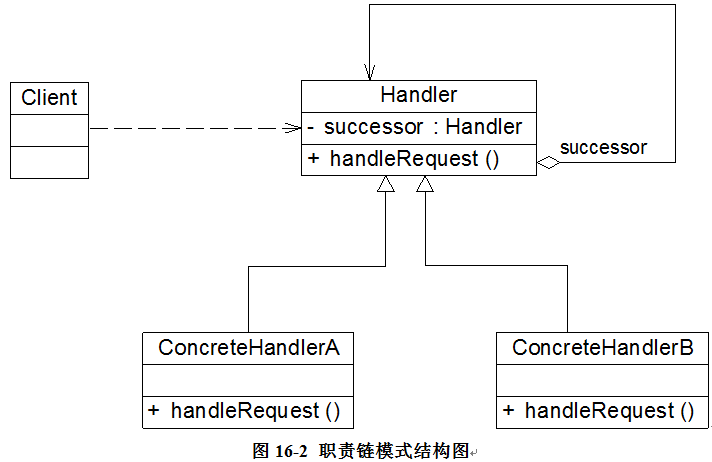 Client
Handler
- successor : Handler
+ handleRequest ()
successor
ConcreteHandlerA
+ handleRequest ()
ConcreteHandlerB
+ handleRequest ()
图 16-2 职责链模式结构图